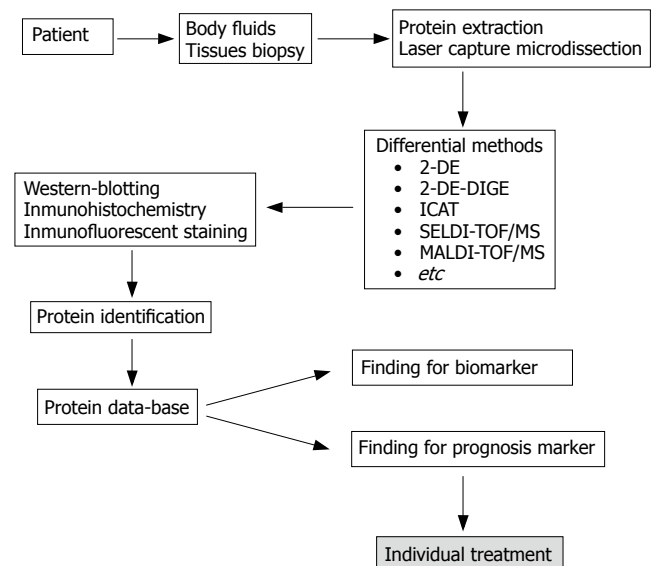 Patient
Body fluids
Tissues biopsy
Protein extraction
Laser capture microdissection
Differential methods
• 2-DE
• 2-DE-DIGE
• ICAT
• SELDI-TOF/MS
• MALDI-TOF/MS
• etc
Western-blotting
Inmunohistochemistry
Inmunofluorescent staining
Protein identification
Protein data-base
Finding for biomarker
Finding for prognosis marker
Individual treatment